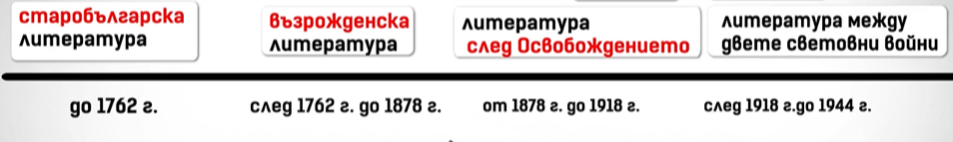 старобългарска
литература
възрожденска
литература
литература
след Освобождението
литература между
двете световни войни
до 1762 г.
след 1762 г. до 1878 г.
от 1878 г. до 1918 г.
след 1918 г.до 1944 г.